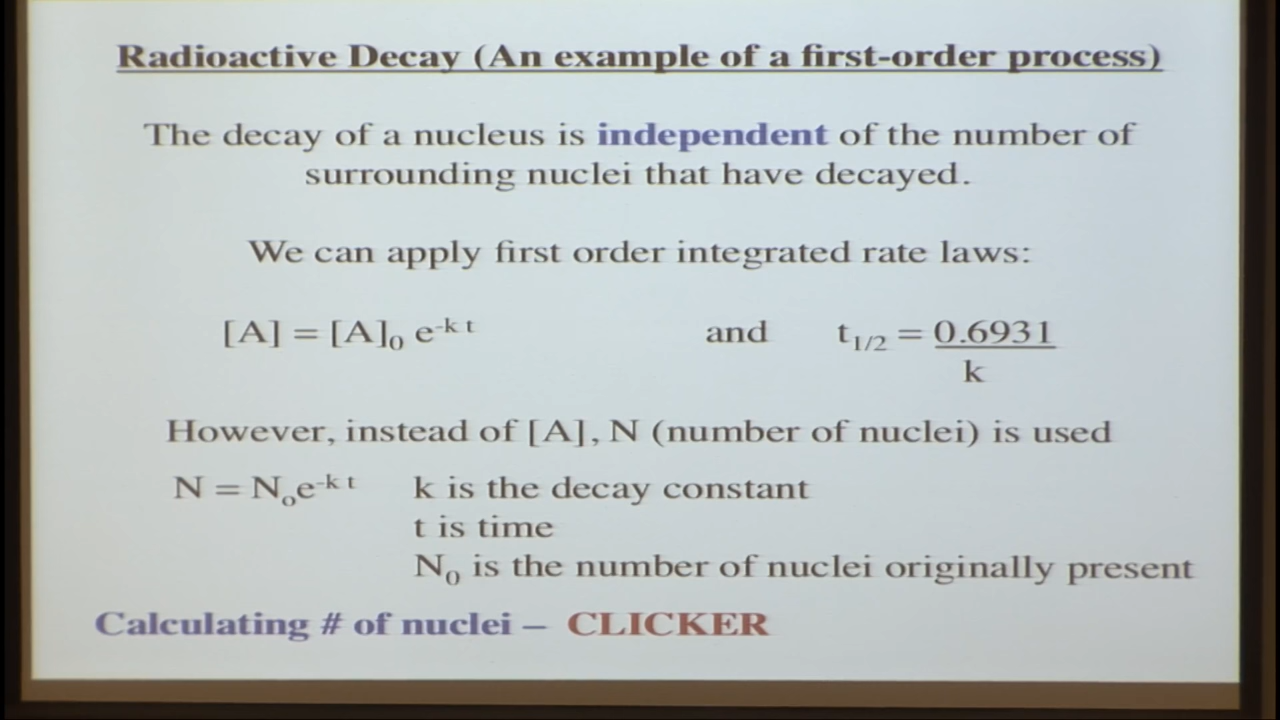 Radioactive Decay (An example of a first-order process)
The decay of a nucleus is independent of the number of
surrounding nuclei that have decayed.
We can apply first order integrated rate laws:
[A] = [A]₀ e⁻ᵏ ᵗ and t₁/₂ = 0.6931
k
However, instead of [A], N (number of nuclei) is used
N = Nₒe⁻ᵏ ᵗ k is the decay constant
t is time
N₀ is the number of nuclei originally present
Calculating # of nuclei – CLICKER